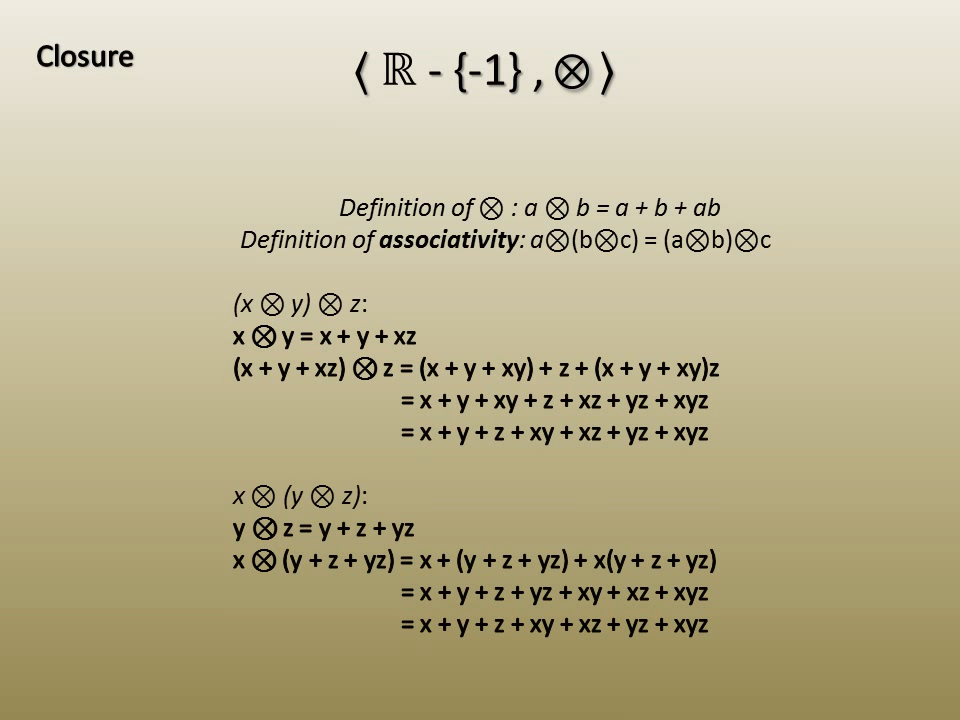 Closure
⟨ ℝ - {-1} , ⊗ ⟩
Definition of ⊗ : a ⊗ b = a + b + ab
Definition of associativity: a⊗(b⊗c) = (a⊗b)⊗c
(x ⊗ y) ⊗ z:
x ⊗ y = x + y + xz
(x + y + xz) ⊗ z = (x + y + xy) + z + (x + y + xy)z
= x + y + xy + z + xz + yz + xyz
= x + y + z + xy + xz + yz + xyz
x ⊗ (y ⊗ z):
y ⊗ z = y + z + yz
x ⊗ (y + z + yz) = x + (y + z + yz) + x(y + z + yz)
= x + y + z + yz + xy + xz + xyz
= x + y + z + xy + xz + yz + xyz